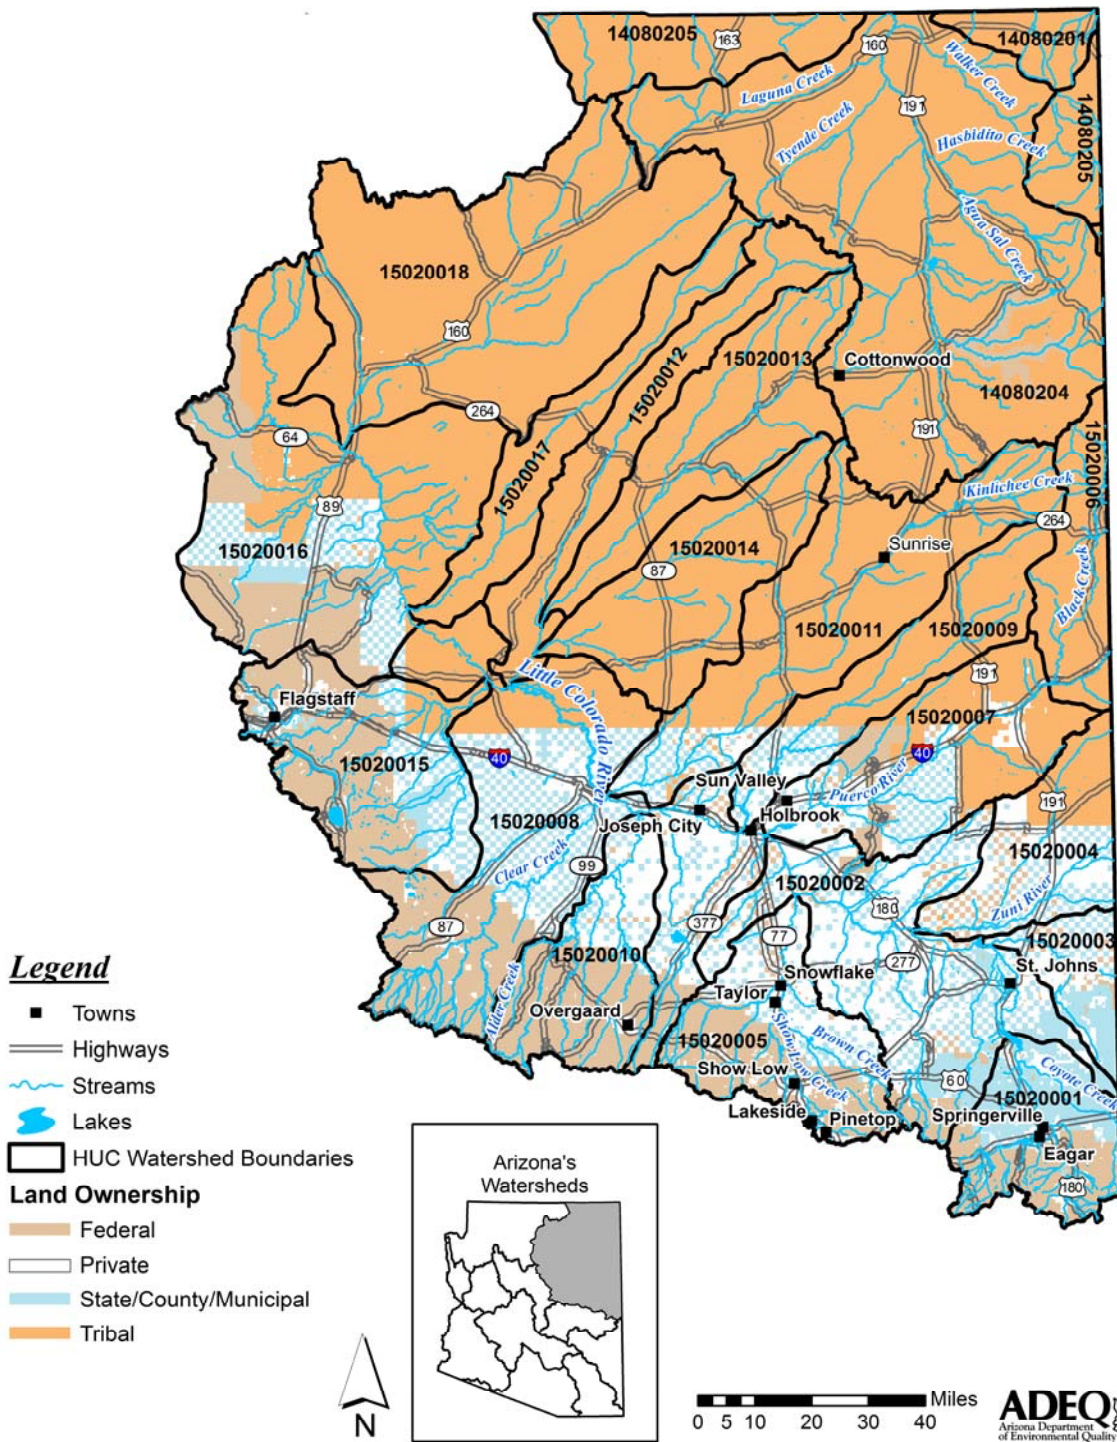 14080205
163
160
14080201
Walker Creek
Laguna Creek
191
Tyende Creek
Hasbidito Creek
14080205
Agua Sal Creek
15020018
160
15020012
15020013
Cottonwood
14080204
264
191
64
15020017
15020006
Kinlichee Creek
89
264
15020016
15020014
Sunrise
87
Black Creek
15020011
15020009
Little Colorado River
191
Flagstaff
15020007
40
40
15020015
Sun Valley
Puerco River
Holbrook
191
15020008
Joseph City
15020004
Clear Creek
99
15020002
Zuni River
180
377
77
87
15020010
277
15020003
Snowflake
St. Johns
Taylor
Alder Creek
Overgaard
Show Low Creek
Brown Creek
15020005
Show Low
60
Coyote Creek
15020001
Lakeside
Pinetop
Springerville
Eagar
180
Legend
Towns
Highways
Streams
Lakes
HUC Watershed Boundaries
Land Ownership
Federal
Private
State/County/Municipal
Tribal
N
Arizona's
Watersheds
Miles
0 5 10 20 30 40
ADEQ
Arizona Department
of Environmental Quality